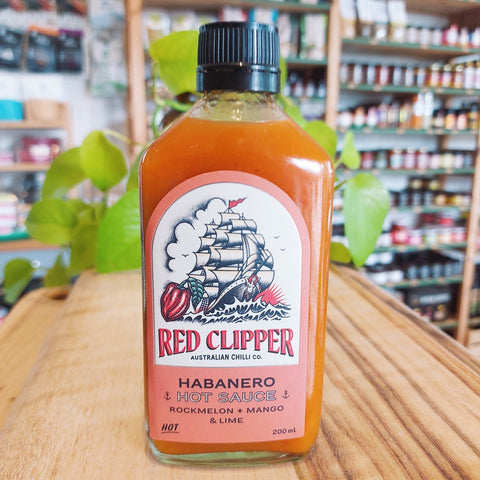 RED CLIPPER
AUSTRALIAN CHILLI CO.
HABANERO
HOT SAUCE
ROCKMELON * MANGO
& LIME
HOT
200 mL